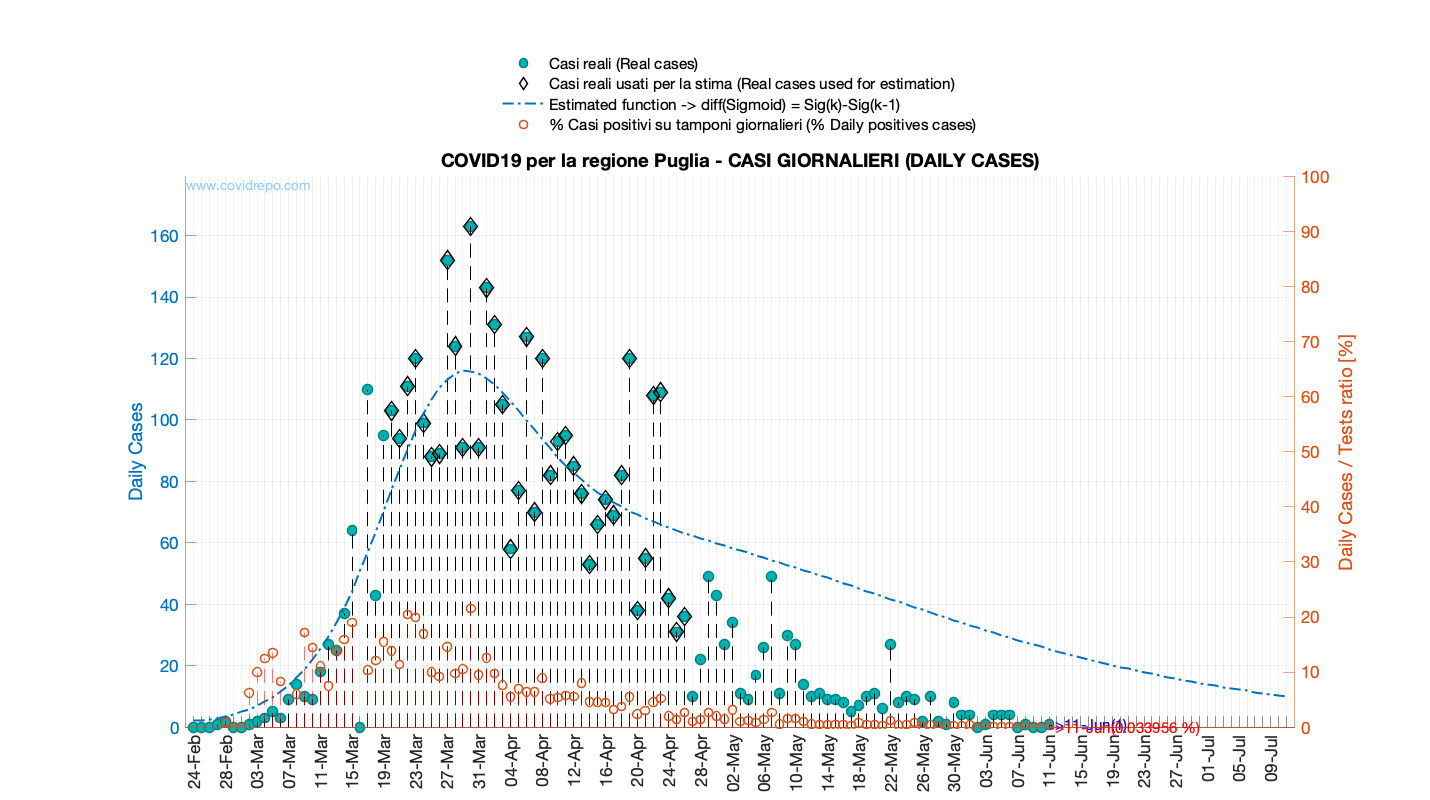 Casi reali (Real cases)
Casi reali usati per la stima (Real cases used for estimation)
Estimated function -> diff(Sigmoid) = Sig(k)-Sig(k-1)
% Casi positivi su tamponi giornalieri (% Daily positives cases)
COVID19 per la regione Puglia - CASI GIORNALIERI (DAILY CASES)
www.covidrepo.com
Daily Cases
160
140
120
100
80
60
40
20
0
100
90
80
70
60
50
40
30
20
10
0
Daily Cases / Tests ratio [%]
->11-Jun(1)
->11-Jun(0.033956 %)
24-Feb
28-Feb
03-Mar
07-Mar
11-Mar
15-Mar
19-Mar
23-Mar
27-Mar
31-Mar
04-Apr
08-Apr
12-Apr
16-Apr
20-Apr
24-Apr
28-Apr
02-May
06-May
10-May
14-May
18-May
22-May
26-May
30-May
03-Jun
07-Jun
11-Jun
15-Jun
19-Jun
23-Jun
27-Jun
01-Jul
05-Jul
09-Jul